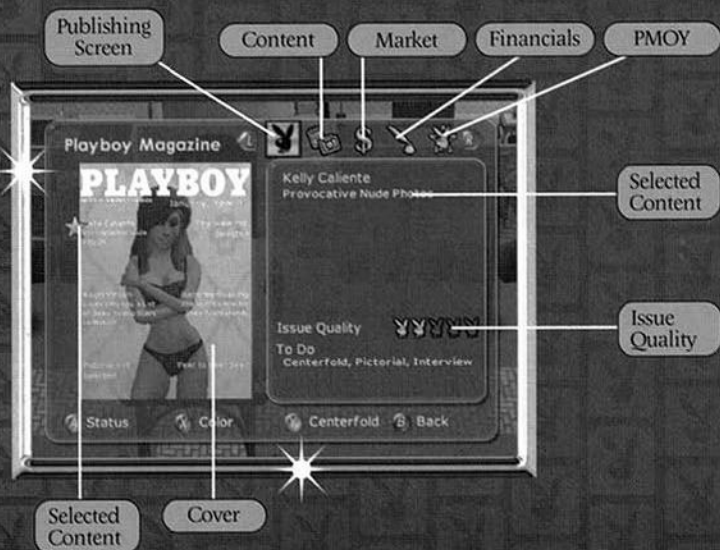 Publishing
Screen
Content
Market
Financials
PMOY
Playboy Magazine
L
R
PLAYBOY
Kelly Caliente
Provocative Nude Photos
Selected
Content
Issue Quality
Issue
Quality
To Do
Centerfold, Pictorial, Interview
A Status
X Color
Y Centerfold
B Back
Selected
Content
Cover